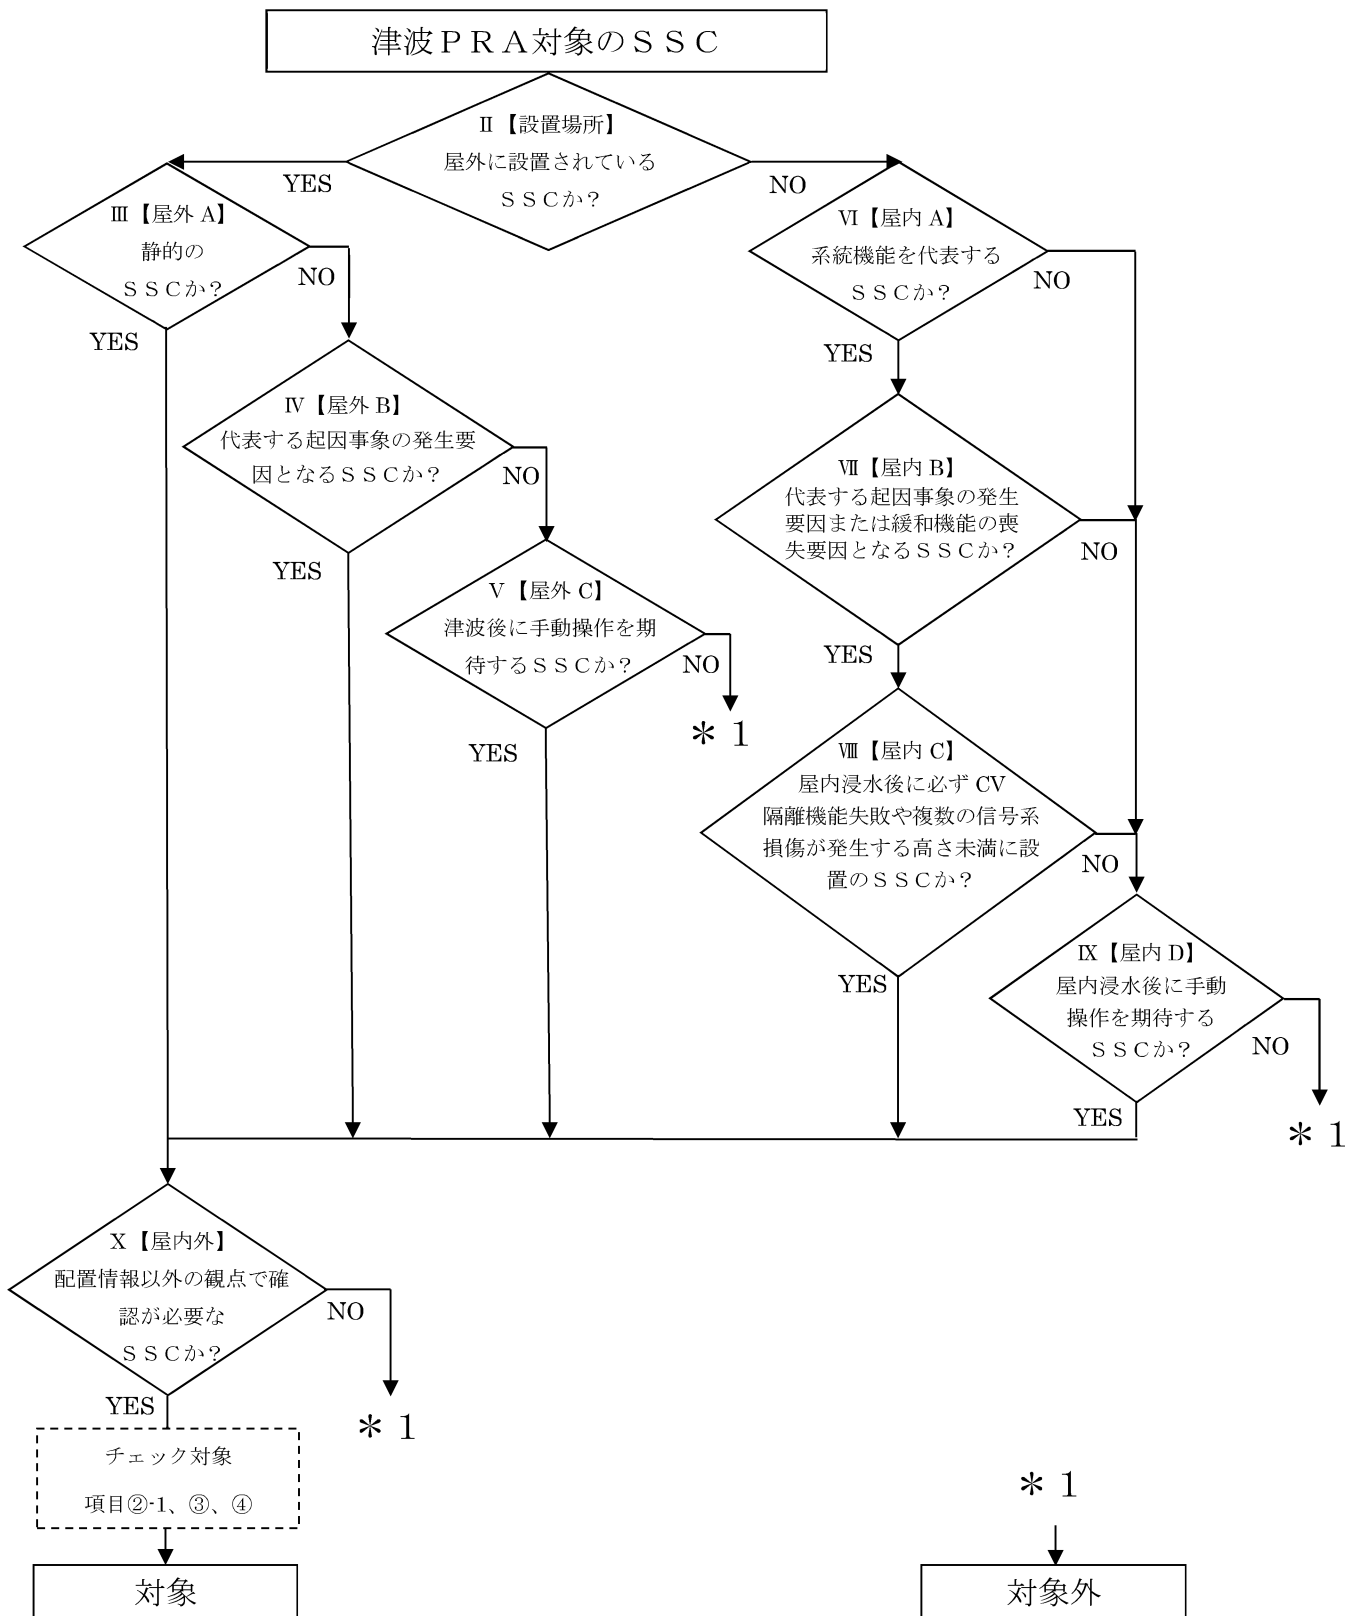 津波ＰＲＡ対象のＳＳＣ
Ⅱ【設置場所】
屋外に設置されている
ＳＳＣか？
YES
NO
Ⅲ【屋外 A】
静的の
ＳＳＣか？
NO
YES
Ⅵ【屋内 A】
系統機能を代表する
ＳＳＣか？
NO
YES
Ⅳ【屋外 B】
代表する起因事象の発生要
因となるＳＳＣか？
NO
YES
Ⅶ【屋内 B】
代表する起因事象の発生
要因または緩和機能の喪
失要因となるＳＳＣか？
NO
YES
Ⅴ【屋外 C】
津波後に手動操作を期
待するＳＳＣか？
NO
YES
＊１
Ⅷ【屋内 C】
屋内浸水後に必ず CV
隔離機能失敗や複数の信号系
損傷が発生する高さ未満に設
置のＳＳＣか？
NO
YES
Ⅸ【屋内 D】
屋内浸水後に手動
操作を期待する
ＳＳＣか？
NO
YES
＊１
Ⅹ【屋内外】
配置情報以外の観点で確
認が必要な
ＳＳＣか？
NO
YES
＊１
チェック対象
項目②-1、③、④
対象
＊１
対象外